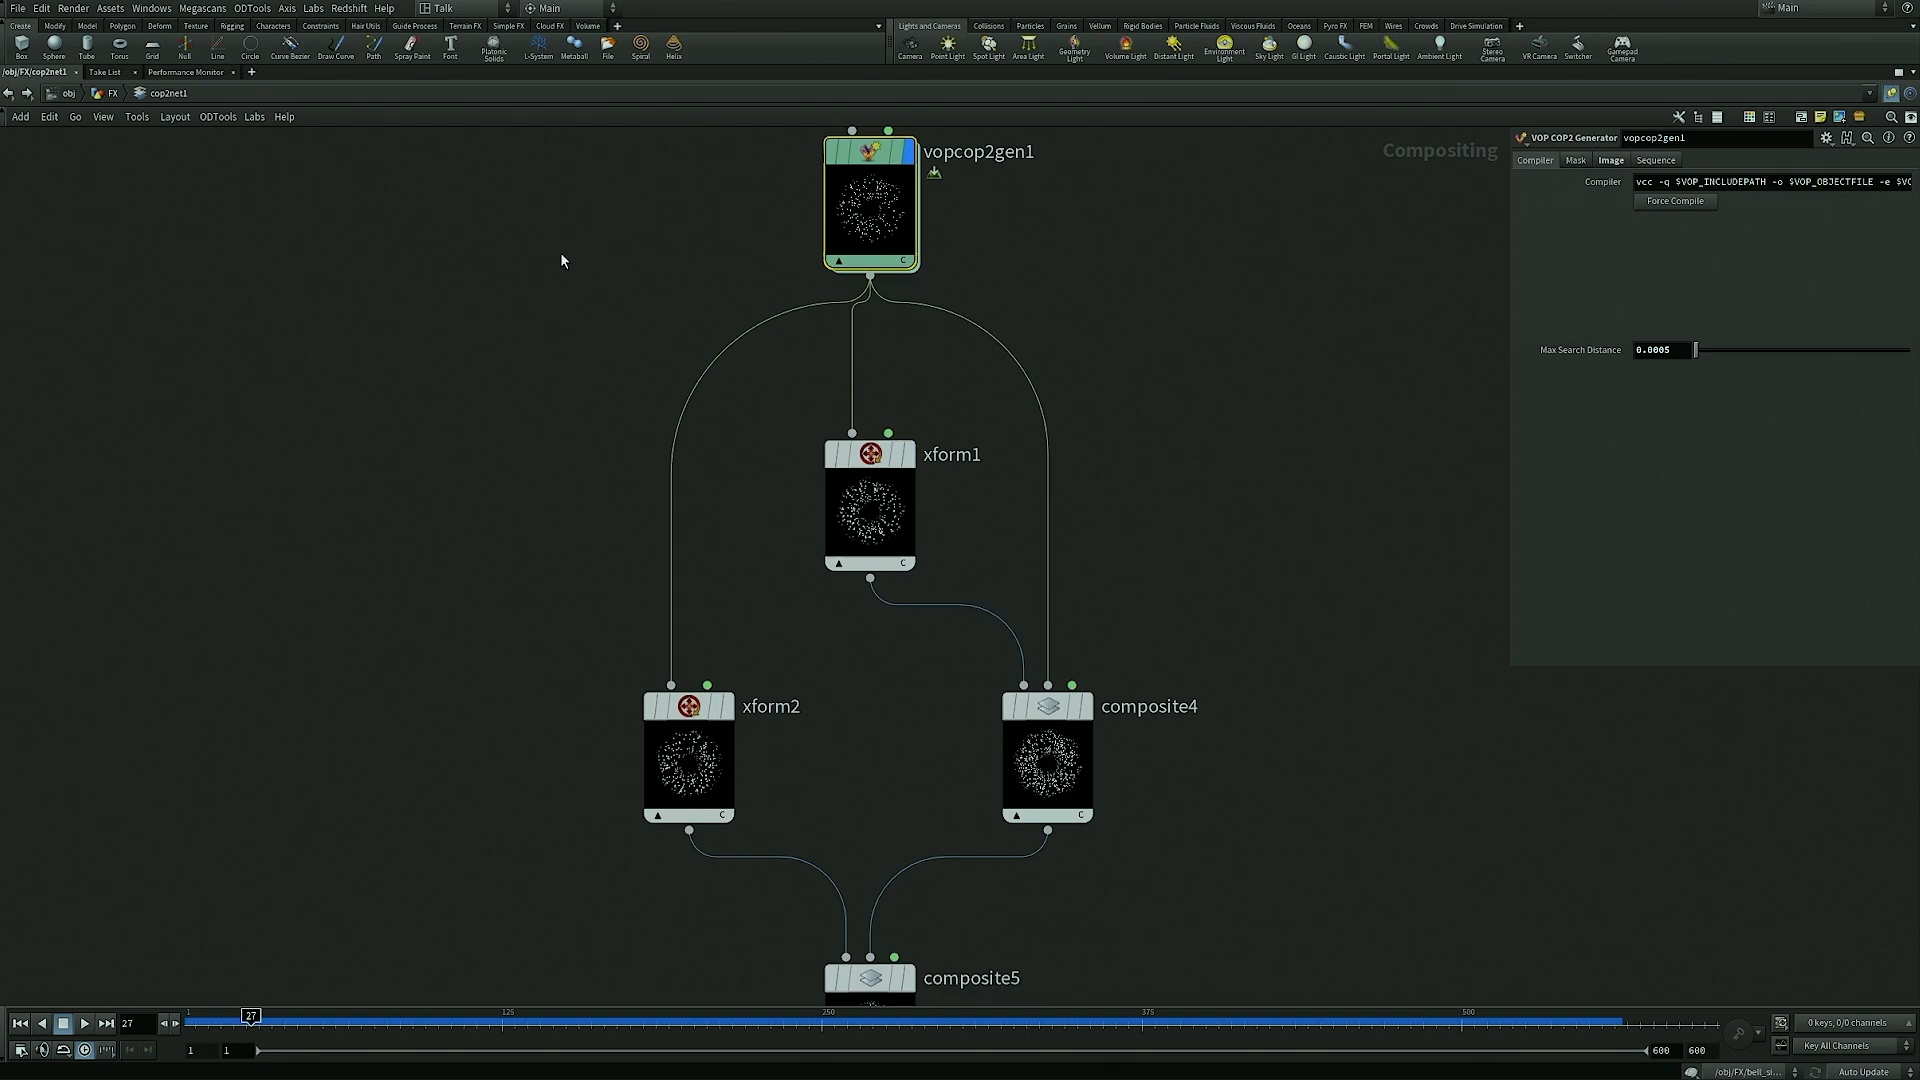 File Edit Render Assets Windows Megascans ODTools Axis Labs Redshift Help Talk Main Main
Create Modify Model Polygon Deform Texture Rigging Characters Constraints Hair Utils Guide Process Terrain FX Simple FX Cloud FX Volume Lights and Cameras Collisions Particles Grains Vellum Rigid Bodies Particle Fluids Viscous Fluids Oceans Pyro FX FEM Wires Crowds Drive Simulation
Box Sphere Tube Torus Grid Null Line Circle Curve Bezier Draw Curve Path Spray Paint Font Platonic Solids L-System Metaball File Spiral Helix Camera Point Light Spot Light Area Light Geometry Light Volume Light Distant Light Environment Light Sky Light GI Light Caustic Light Portal Light Ambient Light Stereo Camera VR Camera Switcher Gamepad Camera
/obj/FX/cop2net1 Take List Performance Monitor
obj FX cop2net1
Add Edit Go View Tools Layout ODTools Labs Help
VOP COP2 Generator vopcop2gen1
Compositing
vopcop2gen1
Compiler Mask Image Sequence
Compiler vcc -q $VOP_INCLUDEPATH -o $VOP_OBJECTFILE -e $VO
Force Compile
C
Max Search Distance 0.0005
xform1
C
xform2
composite4
C
C
composite5
1 27 125 250 375 500
27
0 keys, 0/0 channels
1 1 600 600
Key All Channels
/obj/FX/bell_si... Auto Update